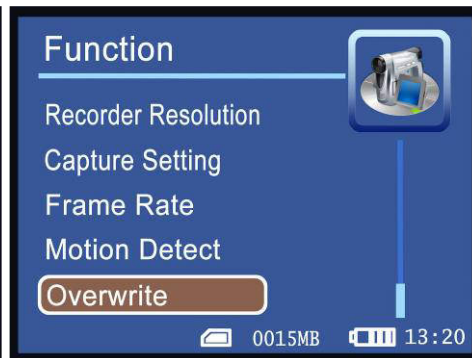 Function
Recorder Resolution
Capture Setting
Frame Rate
Motion Detect
Overwrite
0015MB 13:20